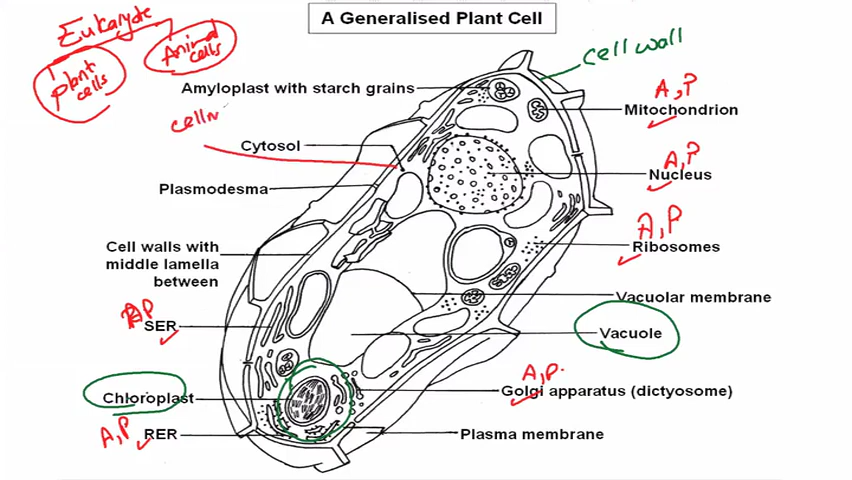 A Generalised Plant Cell
Eukaryote
Animal
cells
Plant
cells
cell wall
Amyloplast with starch grains
A, P
Mitochondrion
Cytosol
A, P
Nucleus
Plasmodesma
A, P
Ribosomes
Cell walls with
middle lamella
between
Vacuolar membrane
SER
Vacuole
A, P.
Chloroplast
Golgi apparatus (dictyosome)
A, P
RER
Plasma membrane